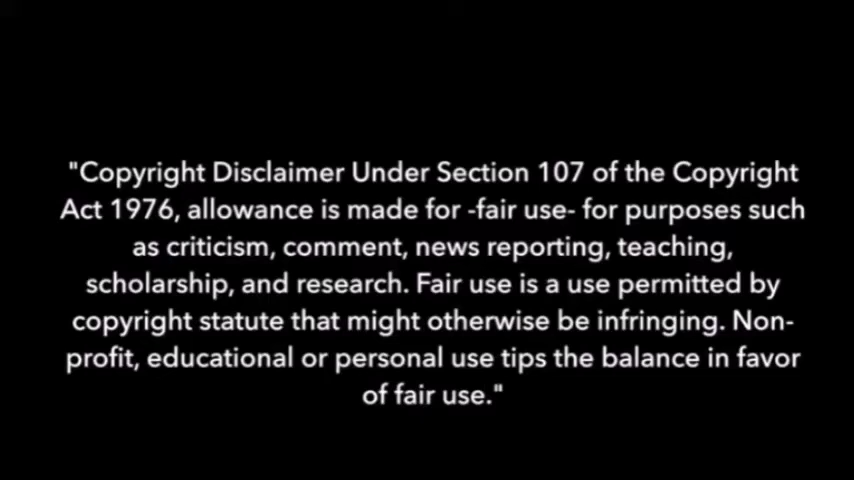 "Copyright Disclaimer Under Section 107 of the Copyright
Act 1976, allowance is made for -fair use- for purposes such
as criticism, comment, news reporting, teaching,
scholarship, and research. Fair use is a use permitted by
copyright statute that might otherwise be infringing. Non-
profit, educational or personal use tips the balance in favor
of fair use."